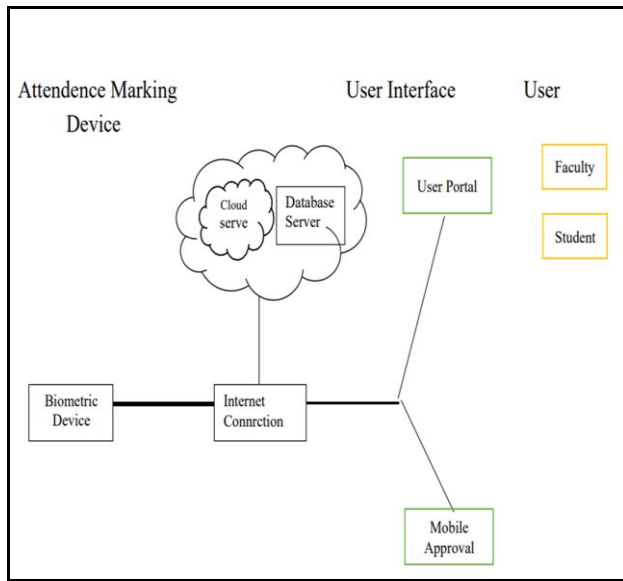 Attendence Marking
Device
User Interface
User
Cloud
serve
Database
Server
User Portal
Faculty
Student
Biometric
Device
Internet
Connrction
Mobile
Approval